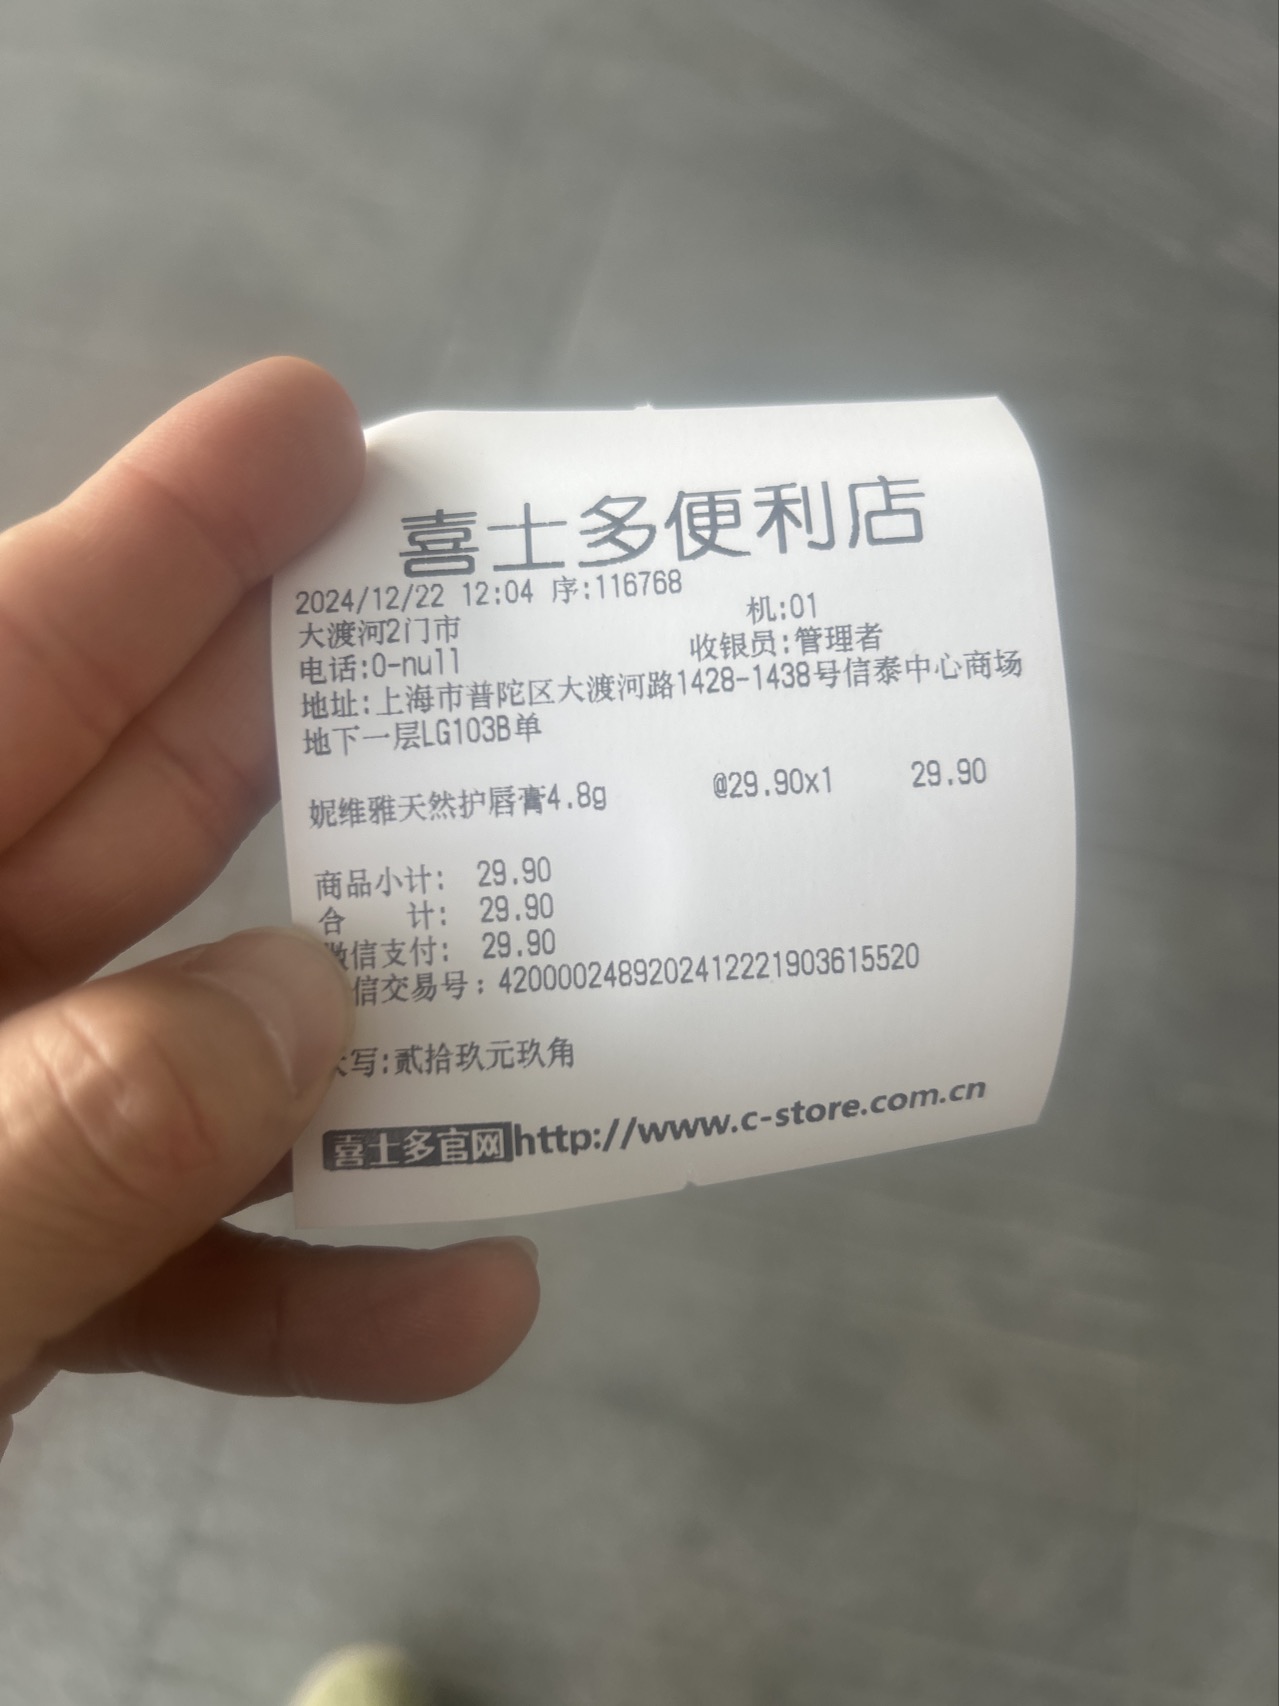 喜士多便利店
2024/12/22 12:04 序:116768
机:01
大渡河2门市
收银员:管理者
电话:0-null
地址:上海市普陀区大渡河路1428-1438号信泰中心商场
地下一层LG103B单
妮维雅天然护唇膏4.8g @29.90x1 29.90
商品小计: 29.90
合 计: 29.90
微信支付: 29.90
信交易号: 4200002489202412221903615520
大写:贰拾玖元玖角
喜士多官网http://www.c-store.com.cn